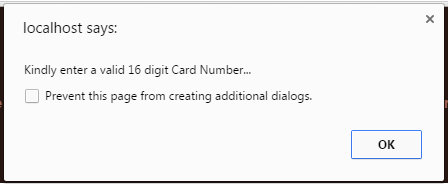 localhost says:
Kindly enter a valid 16 digit Card Number...
Prevent this page from creating additional dialogs.
OK